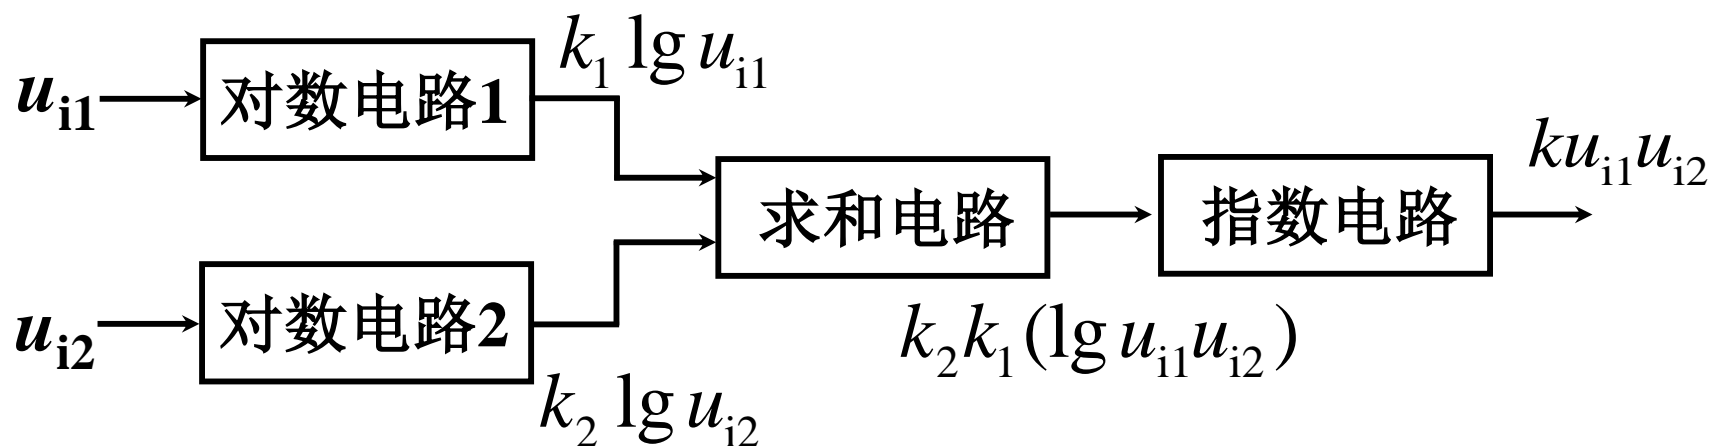 k₁ lg uᵢ₁
uᵢ₁
对数电路1
kuᵢ₁uᵢ₂
求和电路
指数电路
uᵢ₂
对数电路2
k₂k₁(lg uᵢ₁uᵢ₂)
k₂ lg uᵢ₂